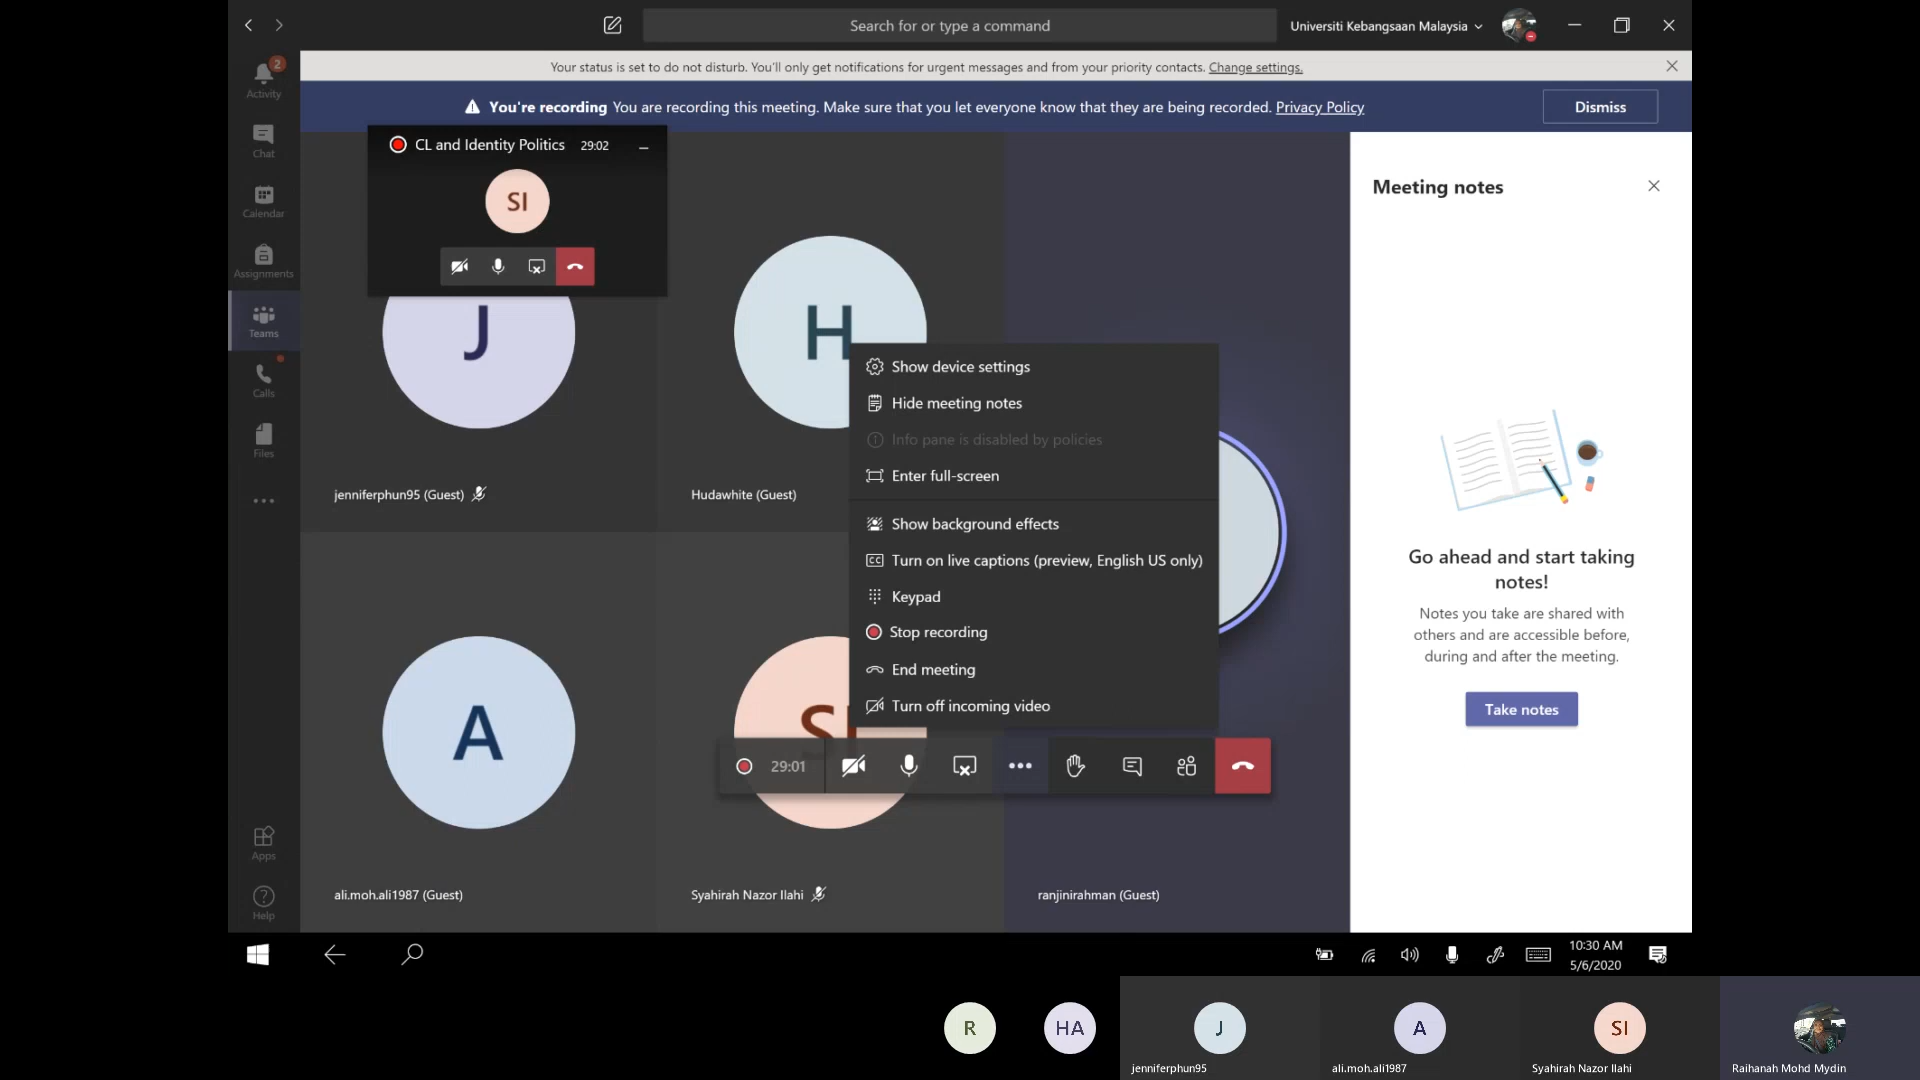 Search for or type a command
Universiti Kebangsaan Malaysia
2
Activity
Chat
Calendar
Assignments
Teams
Calls
Files
Apps
Help
Your status is set to do not disturb. You'll only get notifications for urgent messages and from your priority contacts. Change settings.
You're recording You are recording this meeting. Make sure that you let everyone know that they are being recorded. Privacy Policy
Dismiss
CL and Identity Politics 29:02
SI
J
H
jenniferphun95 (Guest)
Hudawhite (Guest)
A
SI
ali.moh.ali1987 (Guest)
Syahirah Nazor Ilahi
ranjinirahman (Guest)
Show device settings
Hide meeting notes
Info pane is disabled by policies
Enter full-screen
Show background effects
CC Turn on live captions (preview, English US only)
Keypad
Stop recording
End meeting
Turn off incoming video
29:01
Meeting notes
Go ahead and start taking
notes!
Notes you take are shared with
others and are accessible before,
during and after the meeting.
Take notes
10:30 AM
5/6/2020
R
HA
J
A
SI
jenniferphun95
ali.moh.ali1987
Syahirah Nazor Ilahi
Raihanah Mohd Mydin